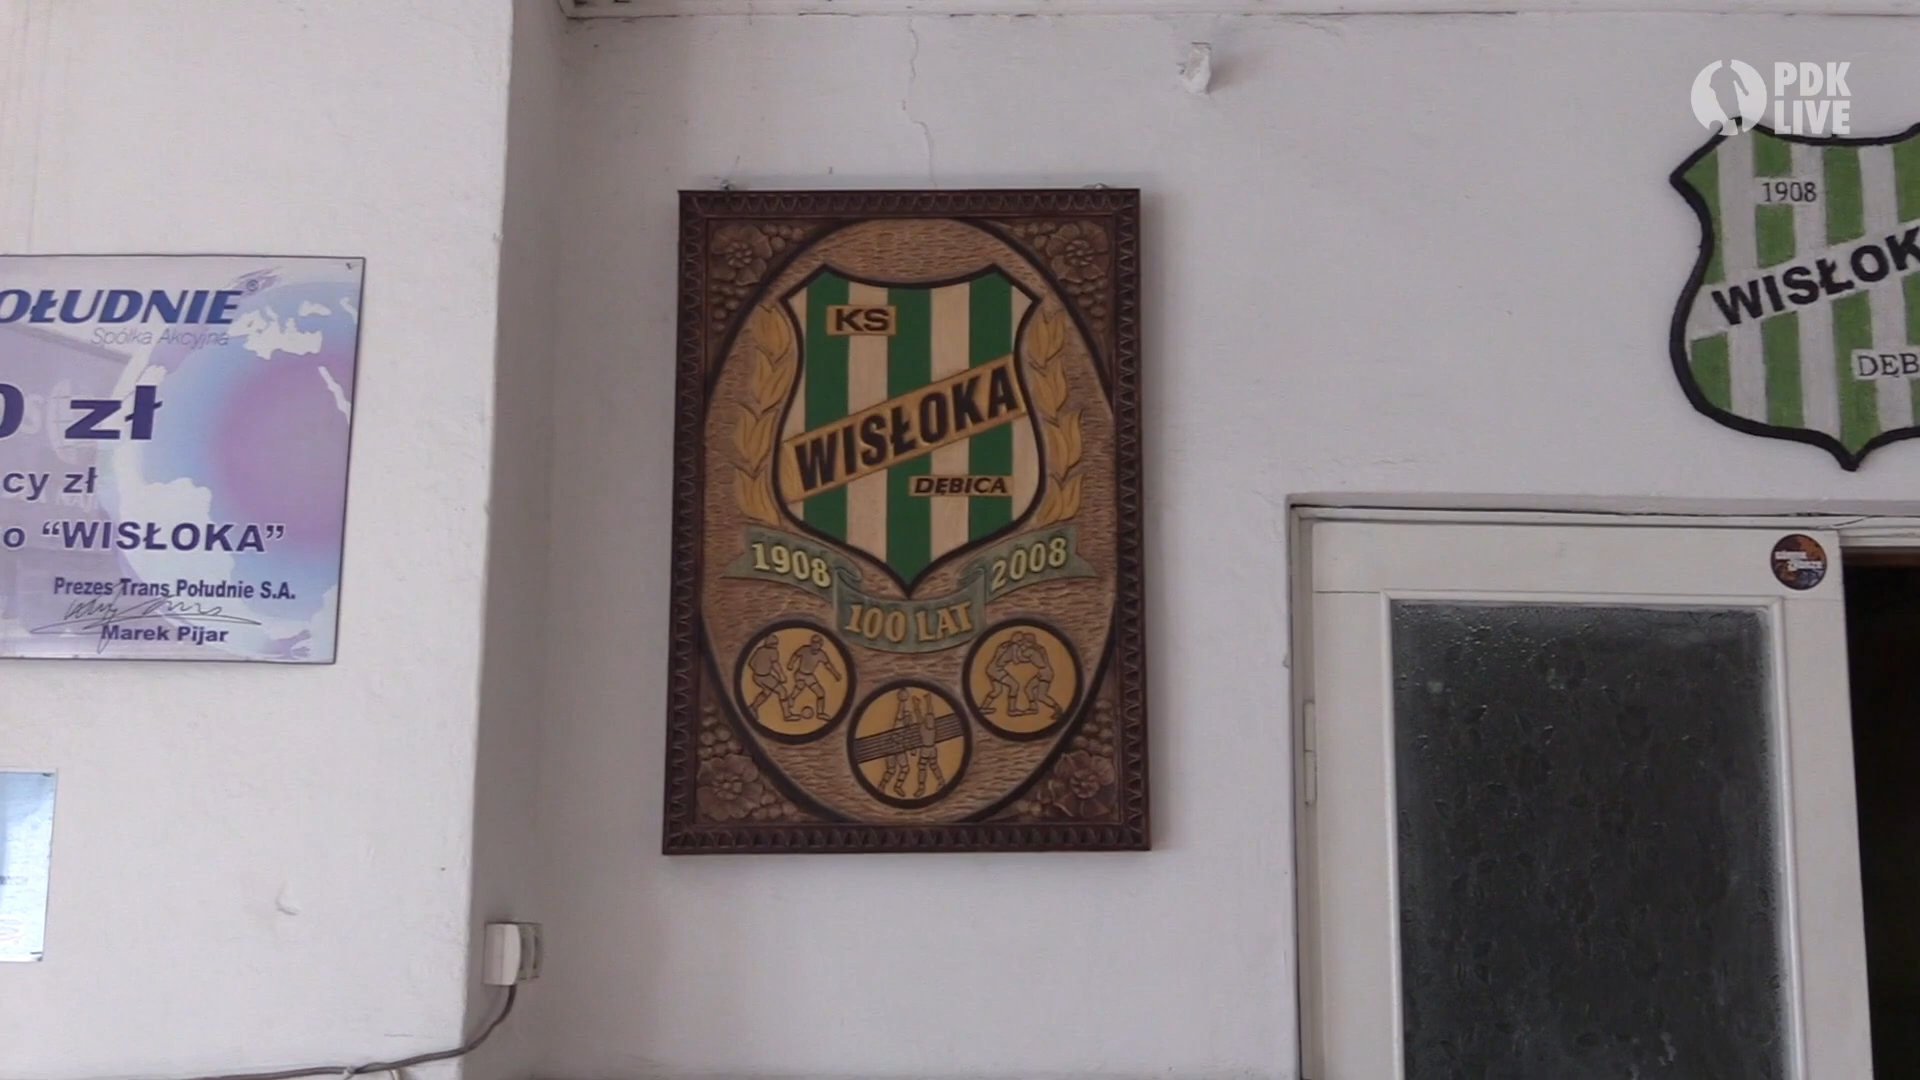 POŁUDNIE®
Spółka Akcyjna
0 zł
cy zł
o “WISŁOKA”
Prezes Trans Południe S.A.
Marek Pijar
KS
WISŁOKA
DĘBICA
1908
2008
100 LAT
PDK
LIVE
1908
WISŁOK
DĘB